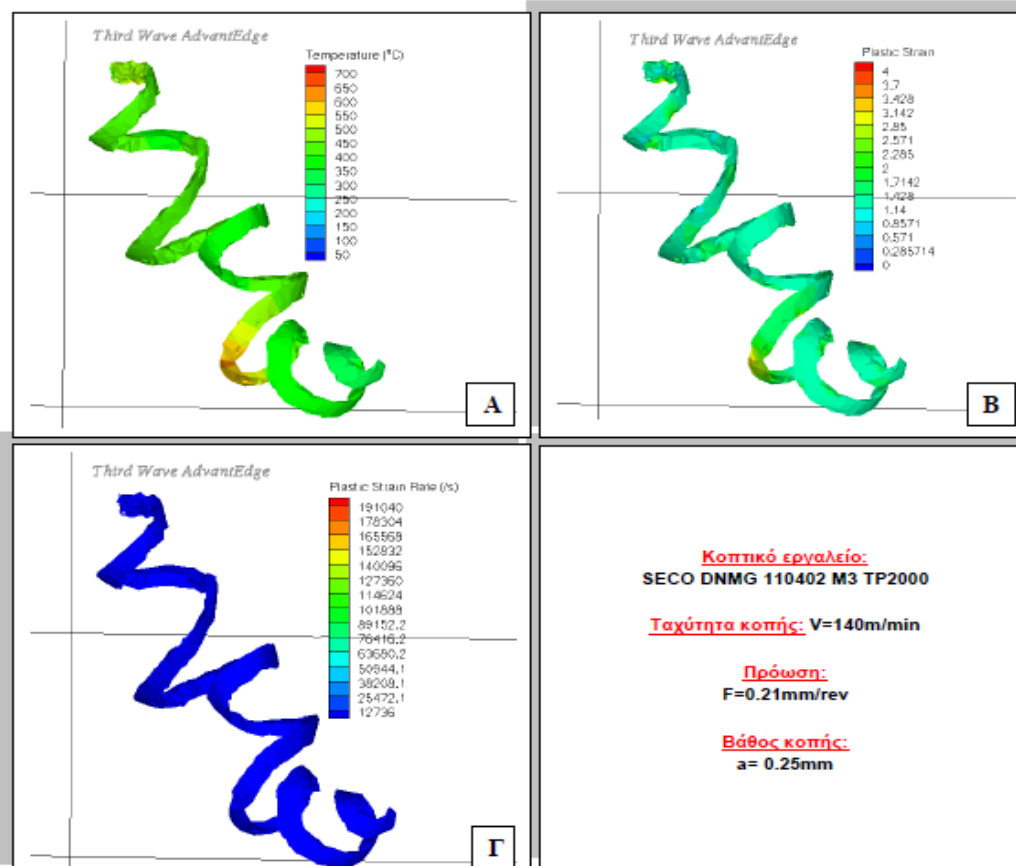 Third Wave AdvantEdge
Temperature (°C)
700
650
600
550
500
450
400
350
300
250
200
150
100
50
A
Third Wave AdvantEdge
Plastic Strain
4
3.7
3.428
3.142
2.85
2.571
2.285
2
1.7142
1.428
1.14
0.8571
0.571
0.285714
0
B
Third Wave AdvantEdge
Plastic Strain Rate (/s)
191040
178304
165568
152832
140096
127360
114624
101888
89152.2
76416.2
63680.2
50944.1
38208.1
25472.1
12736
Γ
Κοπτικό εργαλείο:
SECO DNMG 110402 M3 TP2000
Ταχύτητα κοπής: V=140m/min
Πρόωση:
F=0.21mm/rev
Βάθος κοπής:
a= 0.25mm